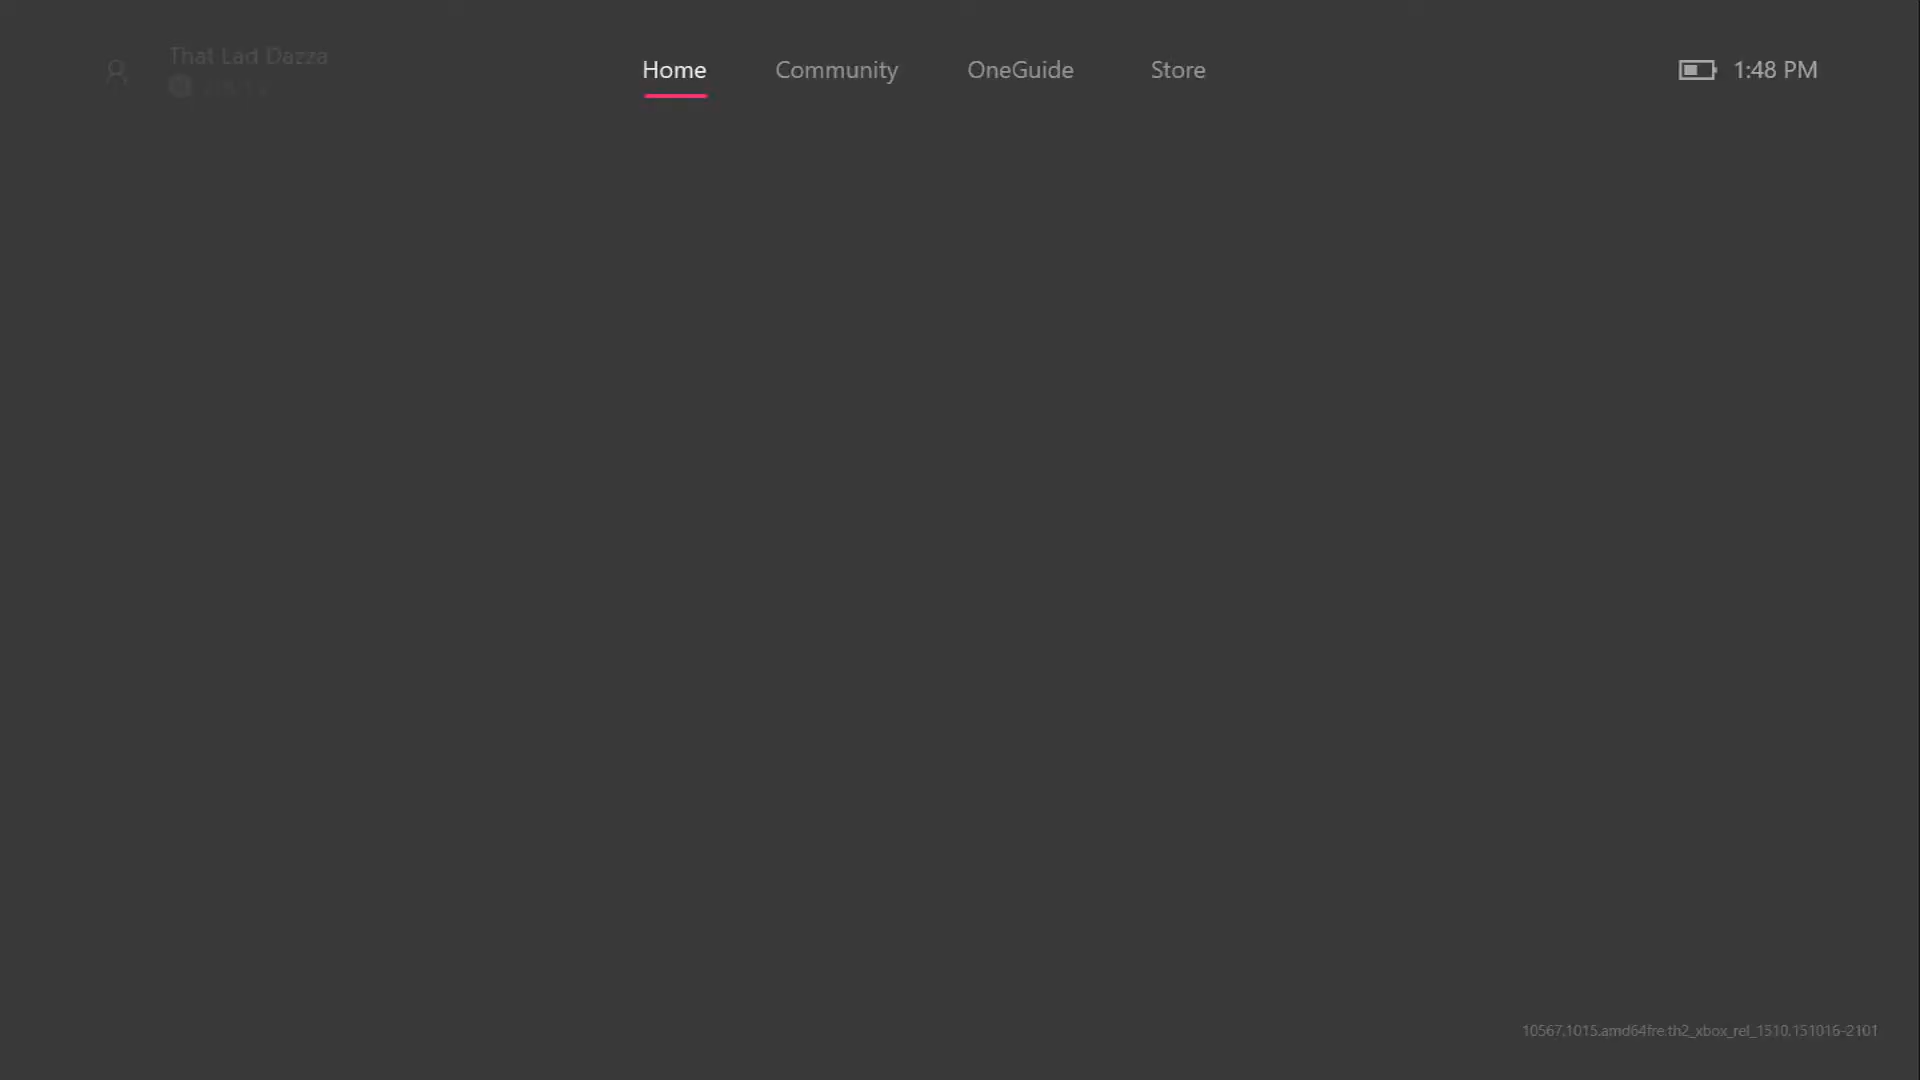 That Lad Dazza
Home Community OneGuide Store
1:48 PM
10567.1015.amd64fre.th2_xbox_rel_1510.151016-2101